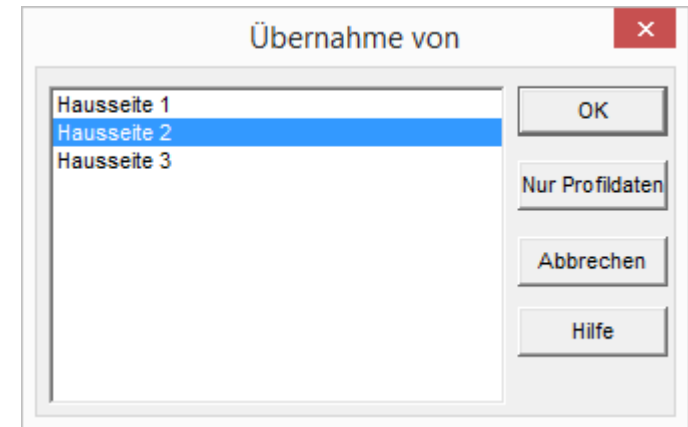 Übernahme von
Hausseite 1
Hausseite 2
Hausseite 3
OK
Nur Profildaten
Abbrechen
Hilfe